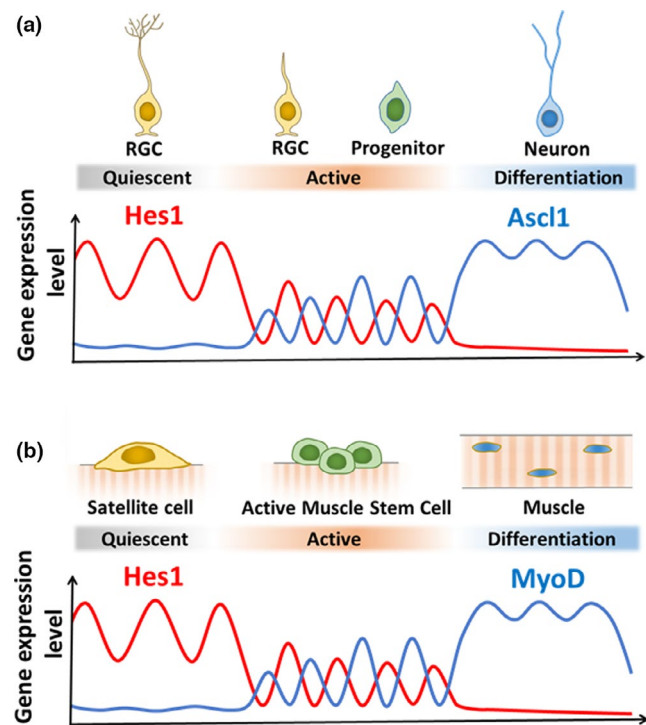 (a)
RGC RGC Progenitor Neuron
Quiescent Active Differentiation
Hes1 Ascl1
Gene expression
level
(b)
Satellite cell Active Muscle Stem Cell Muscle
Quiescent Active Differentiation
Hes1 MyoD
Gene expression
level